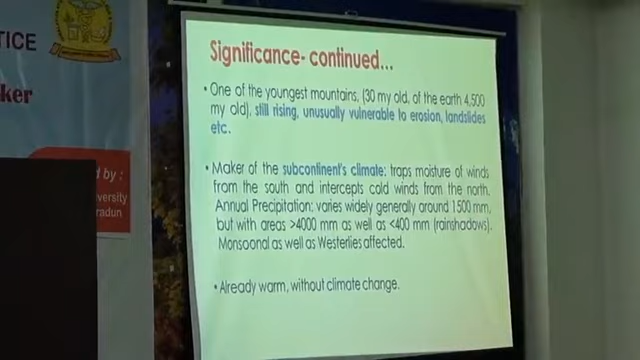 TICE
ker
d by :
versity
radun
Significance- continued...
• One of the youngest mountains, (30 my old, of the earth 4,500
my old), still rising, unusually vulnerable to erosion, landslides
etc.
• Maker of the subcontinent's climate: traps moisture of winds
from the south and intercepts cold winds from the north.
Annual Precipitation: varies widely generally around 1500 mm,
but with areas >4000 mm as well as <400 mm (rainshadows).
Monsoonal as well as Westerlies affected.
• Already warm, without climate change.